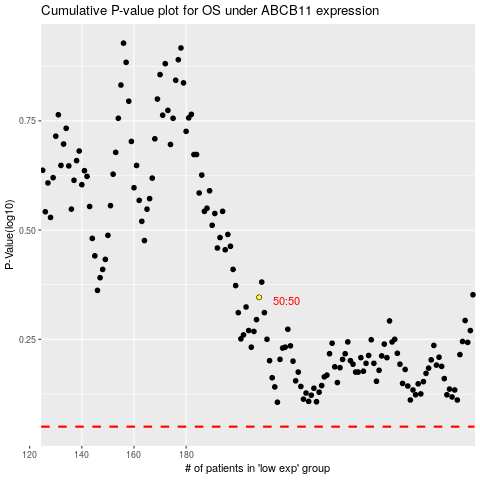 Cumulative P-value plot for OS under ABCB11 expression
P-Value(log10)
0.75
0.50
0.25
50:50
120 140 160 180
# of patients in 'low exp' group